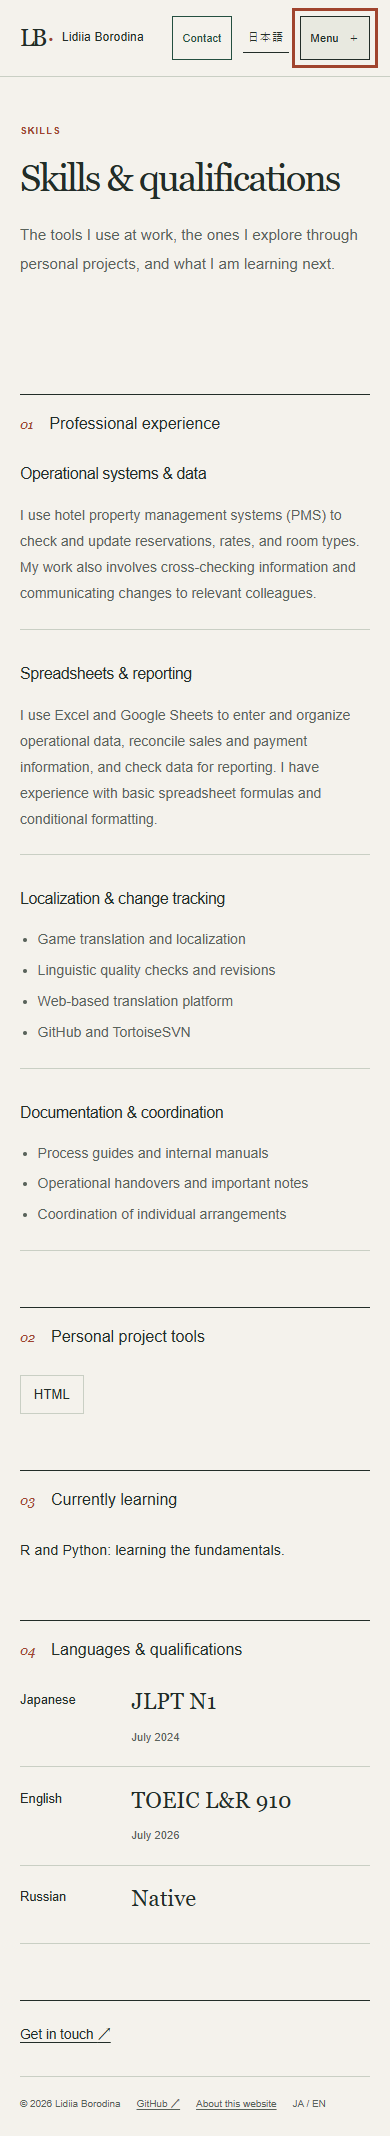 LB. Lidiia Borodina Contact 日本語 Menu +
SKILLS
Skills & qualifications
The tools I use at work, the ones I explore through
personal projects, and what I am learning next.
01 Professional experience
Operational systems & data
I use hotel property management systems (PMS) to
check and update reservations, rates, and room types.
My work also involves cross-checking information and
communicating changes to relevant colleagues.
Spreadsheets & reporting
I use Excel and Google Sheets to enter and organize
operational data, reconcile sales and payment
information, and check data for reporting. I have
experience with basic spreadsheet formulas and
conditional formatting.
Localization & change tracking
• Game translation and localization
• Linguistic quality checks and revisions
• Web-based translation platform
• GitHub and TortoiseSVN
Documentation & coordination
• Process guides and internal manuals
• Operational handovers and important notes
• Coordination of individual arrangements
02 Personal project tools
HTML
03 Currently learning
R and Python: learning the fundamentals.
04 Languages & qualifications
Japanese JLPT N1
July 2024
English TOEIC L&R 910
July 2026
Russian Native
Get in touch ↗
© 2026 Lidiia Borodina GitHub ↗ About this website JA / EN